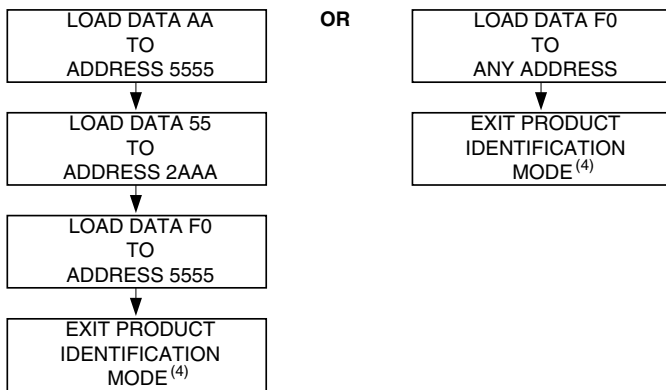 LOAD DATA AA
TO
ADDRESS 5555
LOAD DATA 55
TO
ADDRESS 2AAA
LOAD DATA F0
TO
ADDRESS 5555
EXIT PRODUCT
IDENTIFICATION
MODE(4)
OR
LOAD DATA F0
TO
ANY ADDRESS
EXIT PRODUCT
IDENTIFICATION
MODE(4)